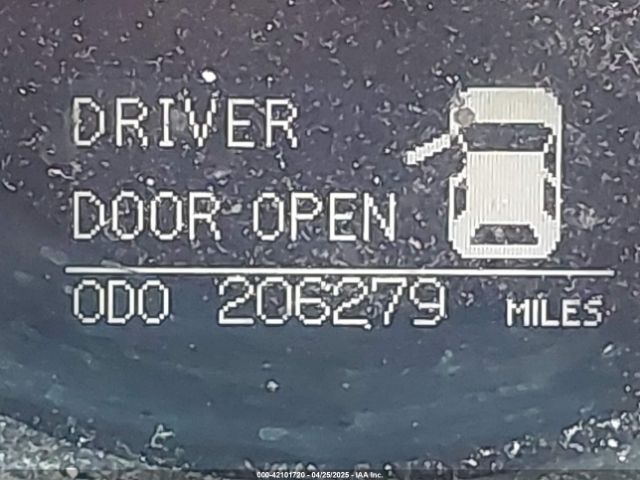 DRIVER
DOOR OPEN
ODO 206279 MILES
000-42101720 - 04/25/2025 - IAA Inc.